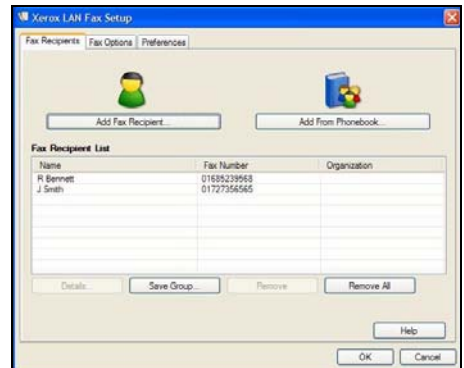 Xerox LAN Fax Setup
Fax Recipients Fax Options Preferences
Add Fax Recipient... Add From Phonebook...
Fax Recipient List
Name Fax Number Organization
R Bennett 01685239568
J Smith 01727356565
Details... Save Group... Remove Remove All
Help
OK Cancel